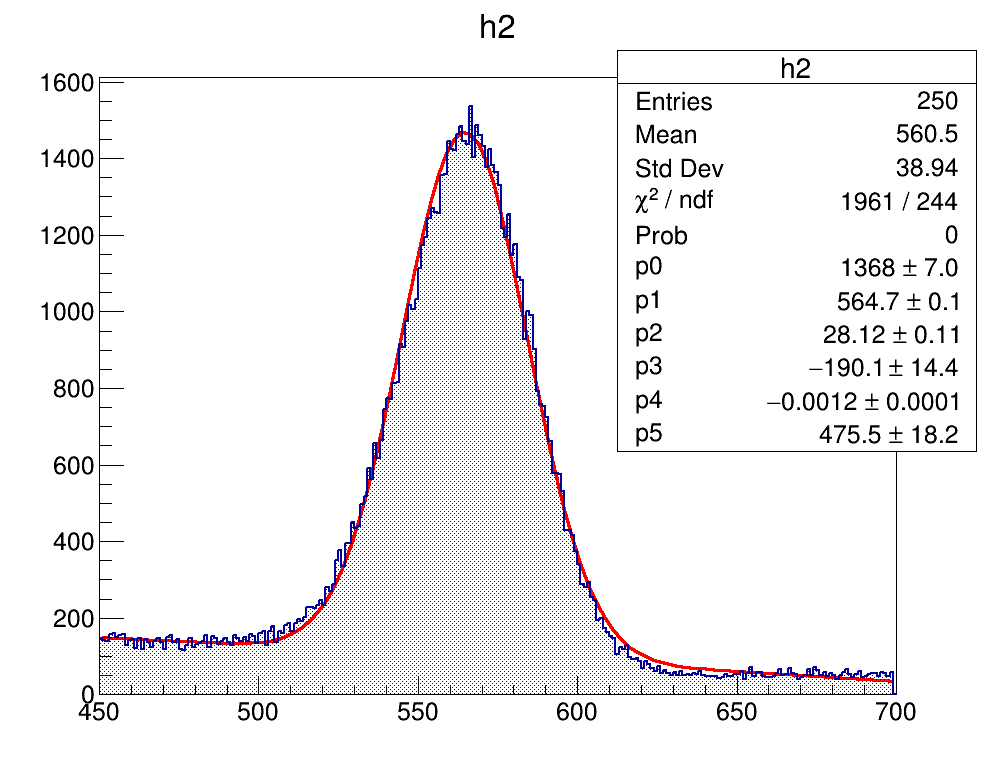 h2
h2
Entries 250
Mean 560.5
Std Dev 38.94
χ² / ndf 1961 / 244
Prob 0
p0 1368 ± 7.0
p1 564.7 ± 0.1
p2 28.12 ± 0.11
p3 −190.1 ± 14.4
p4 −0.0012 ± 0.0001
p5 475.5 ± 18.2
1600
1400
1200
1000
800
600
400
200
0
450 500 550 600 650 700